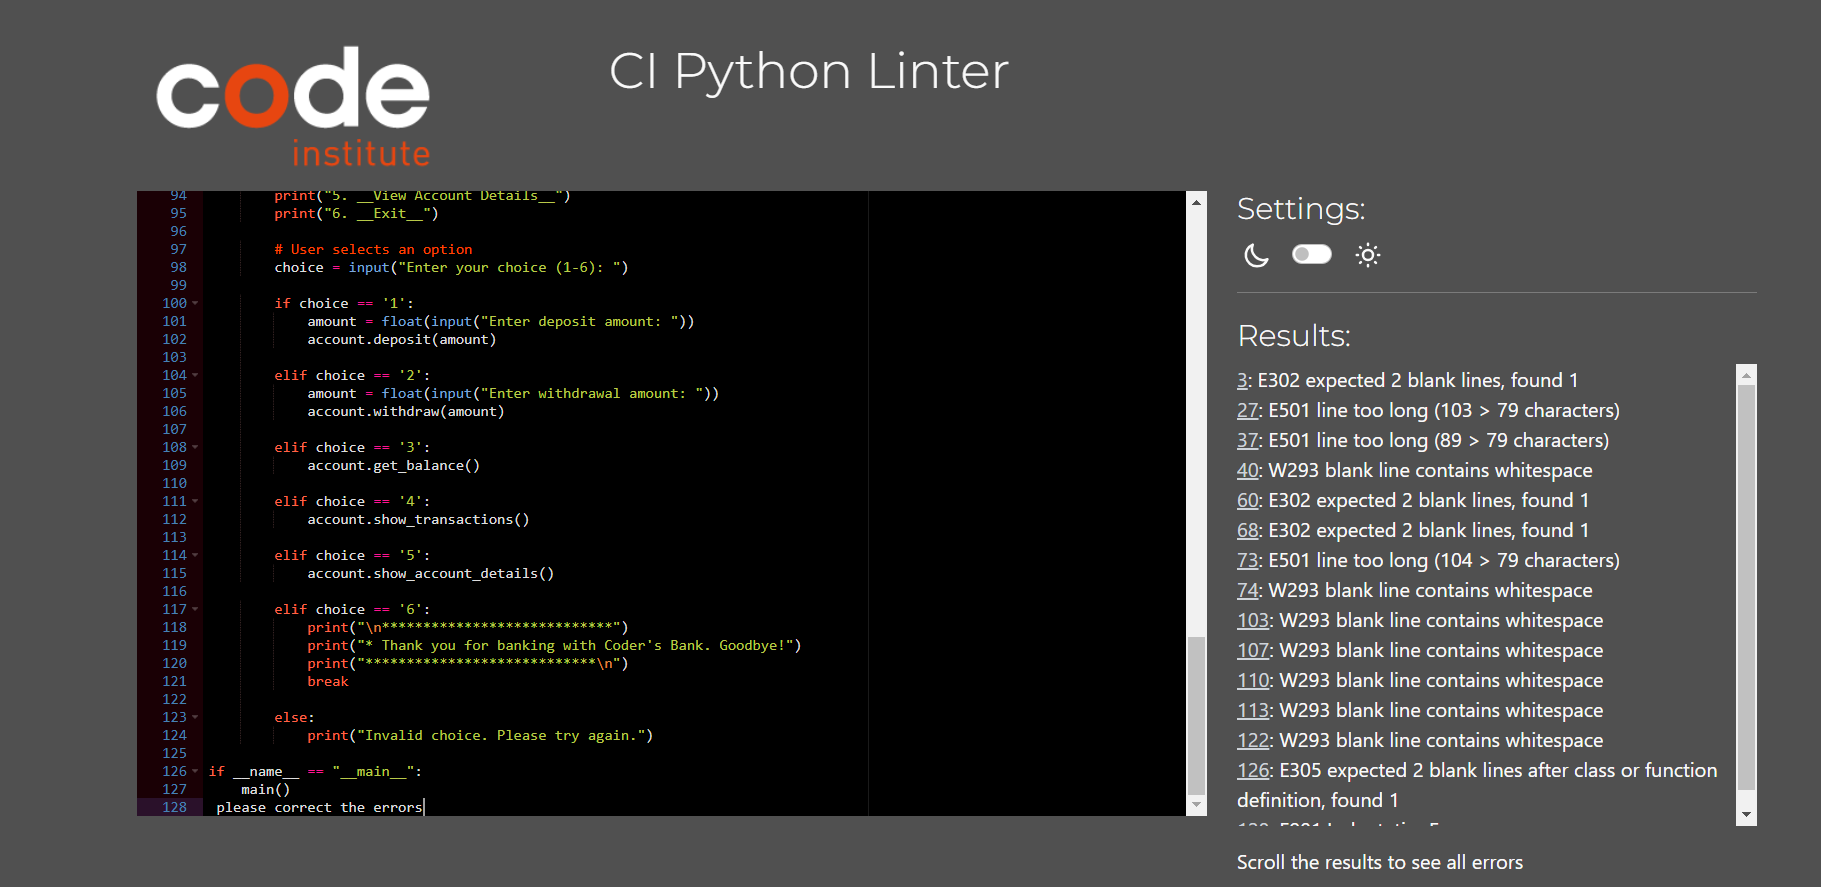 code
institute
CI Python Linter
94 print("5. __View Account Details__")
95 print("6. __Exit__")
96
97 # User selects an option
98 choice = input("Enter your choice (1-6): ")
99
100 if choice == '1':
101 amount = float(input("Enter deposit amount: "))
102 account.deposit(amount)
103
104 elif choice == '2':
105 amount = float(input("Enter withdrawal amount: "))
106 account.withdraw(amount)
107
108 elif choice == '3':
109 account.get_balance()
110
111 elif choice == '4':
112 account.show_transactions()
113
114 elif choice == '5':
115 account.show_account_details()
116
117 elif choice == '6':
118 print("\n****************************")
119 print("* Thank you for banking with Coder's Bank. Goodbye!")
120 print("****************************\n")
121 break
122
123 else:
124 print("Invalid choice. Please try again.")
125
126 if __name__ == "__main__":
127 main()
128 please correct the errors
Settings:
Results:
3: E302 expected 2 blank lines, found 1
27: E501 line too long (103 > 79 characters)
37: E501 line too long (89 > 79 characters)
40: W293 blank line contains whitespace
60: E302 expected 2 blank lines, found 1
68: E302 expected 2 blank lines, found 1
73: E501 line too long (104 > 79 characters)
74: W293 blank line contains whitespace
103: W293 blank line contains whitespace
107: W293 blank line contains whitespace
110: W293 blank line contains whitespace
113: W293 blank line contains whitespace
122: W293 blank line contains whitespace
126: E305 expected 2 blank lines after class or function
definition, found 1
Scroll the results to see all errors